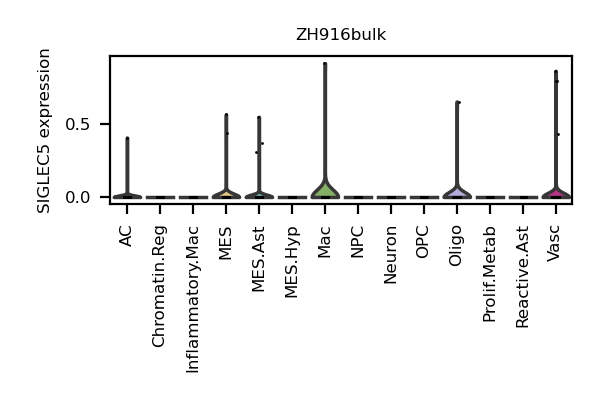 ZH916bulk
SIGLEC5 expression
0.5
0.0
AC
Chromatin.Reg
Inflammatory.Mac
MES
MES.Ast
MES.Hyp
Mac
NPC
Neuron
OPC
Oligo
Prolif.Metab
Reactive.Ast
Vasc